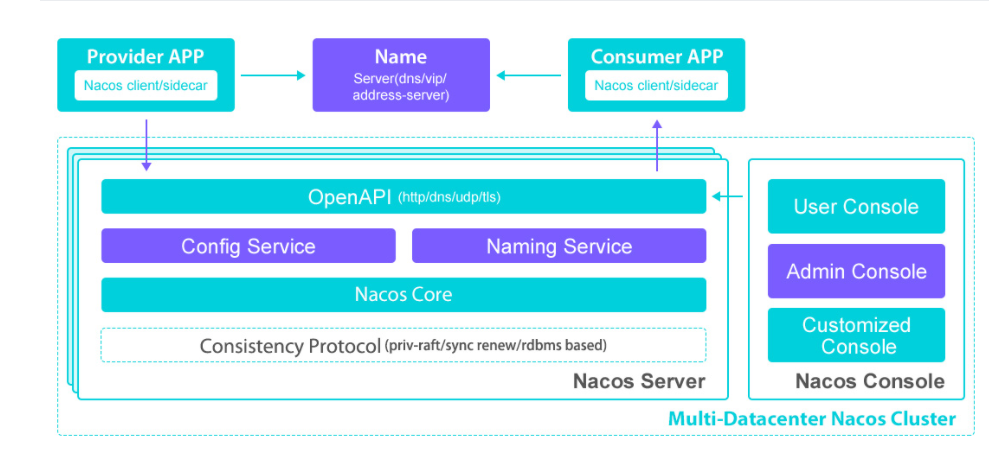 Provider APP
Nacos client/sidecar
Name
Server(dns/vip/
address-server)
Consumer APP
Nacos client/sidecar
OpenAPI (http/dns/udp/tls)
Config Service
Naming Service
Nacos Core
Consistency Protocol (priv-raft/sync renew/rdbms based)
Nacos Server
User Console
Admin Console
Customized
Console
Nacos Console
Multi-Datacenter Nacos Cluster